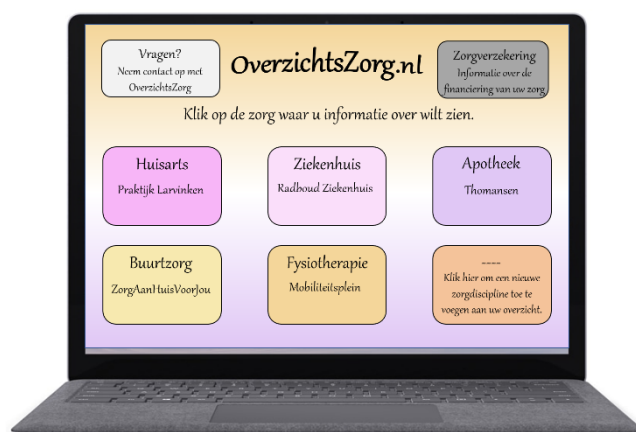 Vragen?
Neem contact op met
OverzichtsZorg
OverzichtsZorg.nl
Zorgverzekering
Informatie over de
financiering van uw zorg
Klik op de zorg waar u informatie over wilt zien.
Huisarts
Praktijk Larvinken
Ziekenhuis
Radboud Ziekenhuis
Apotheek
Thomansen
Buurtzorg
ZorgAanHuisVoorJou
Fysiotherapie
Mobiliteitsplein
----
Klik hier om een nieuwe
zorgdiscipline toe te
voegen aan uw overzicht.